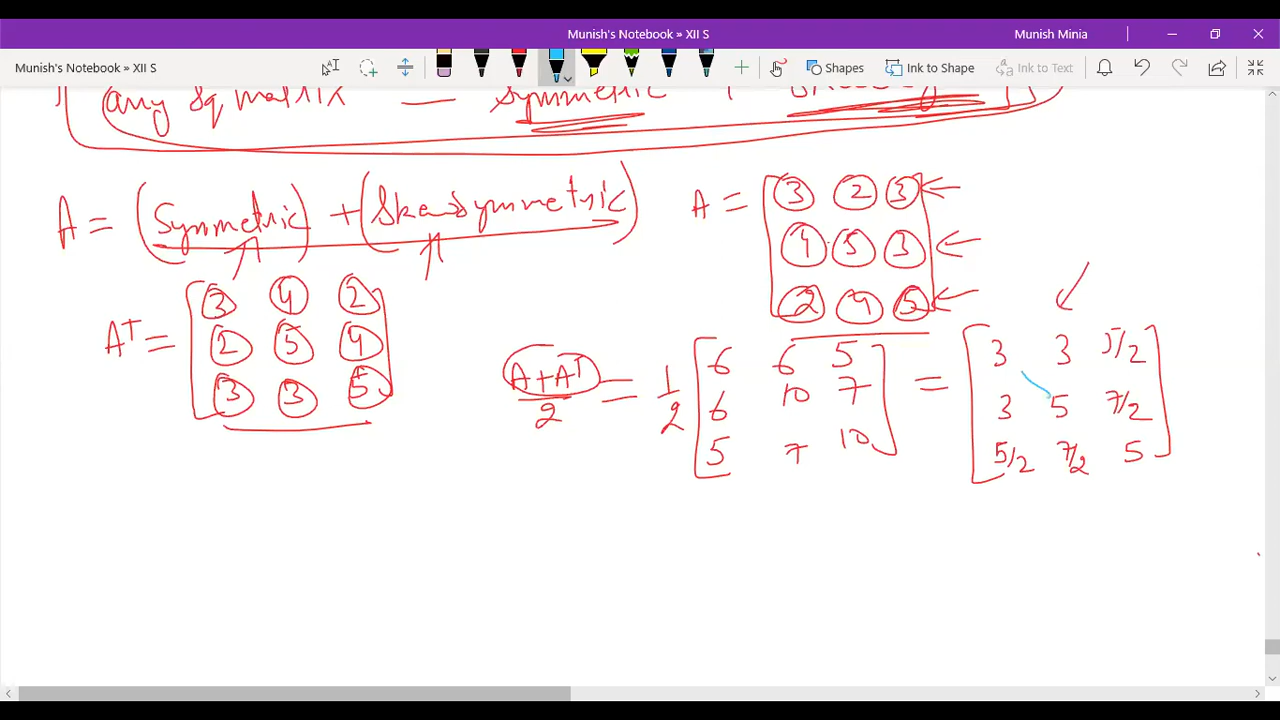 Munish's Notebook » XII S
Munish Minia
Munish's Notebook » XII S
Shapes
Ink to Shape
Ink to Text
any sq matrix — symmetric +
A = (Symmetric) + (Skew symmetric)
A = [3 2 3
4 5 3
2 4 5]
Aᵀ = [3 4 2
2 5 4
3 3 5]
A+Aᵀ/2 = 1/2 [6 6 5
6 10 7
5 7 10]
= [3 3 5/2
3 5 7/2
5/2 7/2 5]